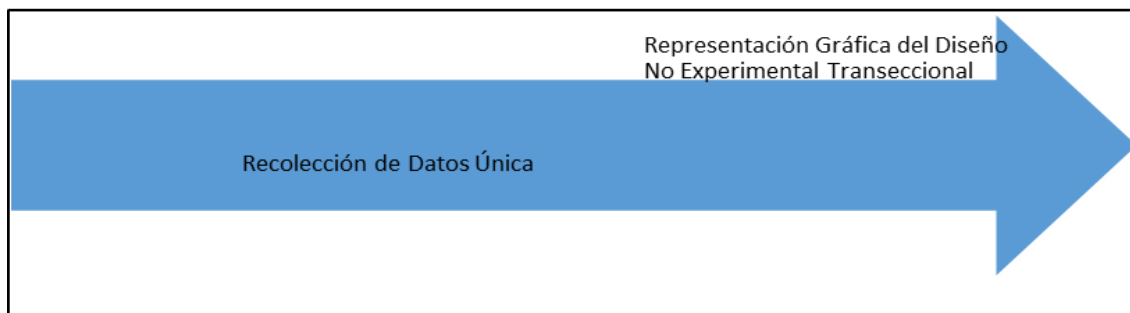 Representación Gráfica del Diseño
No Experimental Transeccional
Recolección de Datos Única